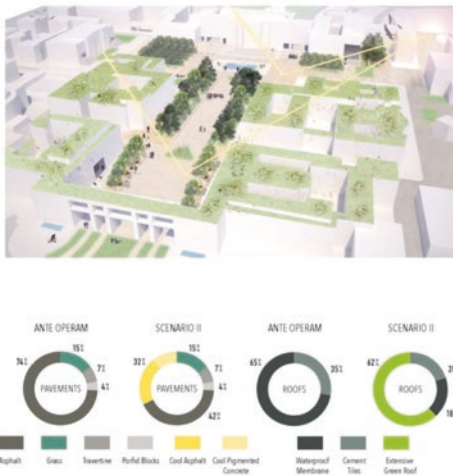 ANTE OPERAM
SCENARIO II
ANTE OPERAM
SCENARIO II
74%
15%
7%
4%
PAVEMENTS
32%
15%
7%
4%
42%
PAVEMENTS
65%
35%
ROOFS
62%
18
ROOFS
Asphalt
Grass
Travertine
Porfid Blocks
Cool Asphalt
Cool Pigmented
Concrete
Waterproof
Membrane
Cement
Tiles
Extensive
Green Roof